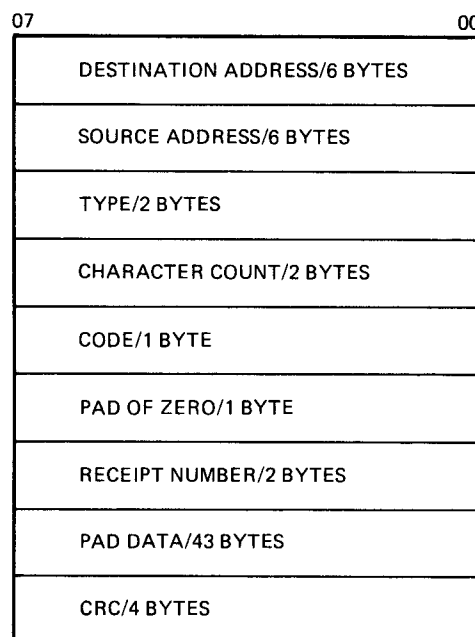 07 00
DESTINATION ADDRESS/6 BYTES
SOURCE ADDRESS/6 BYTES
TYPE/2 BYTES
CHARACTER COUNT/2 BYTES
CODE/1 BYTE
PAD OF ZERO/1 BYTE
RECEIPT NUMBER/2 BYTES
PAD DATA/43 BYTES
CRC/4 BYTES